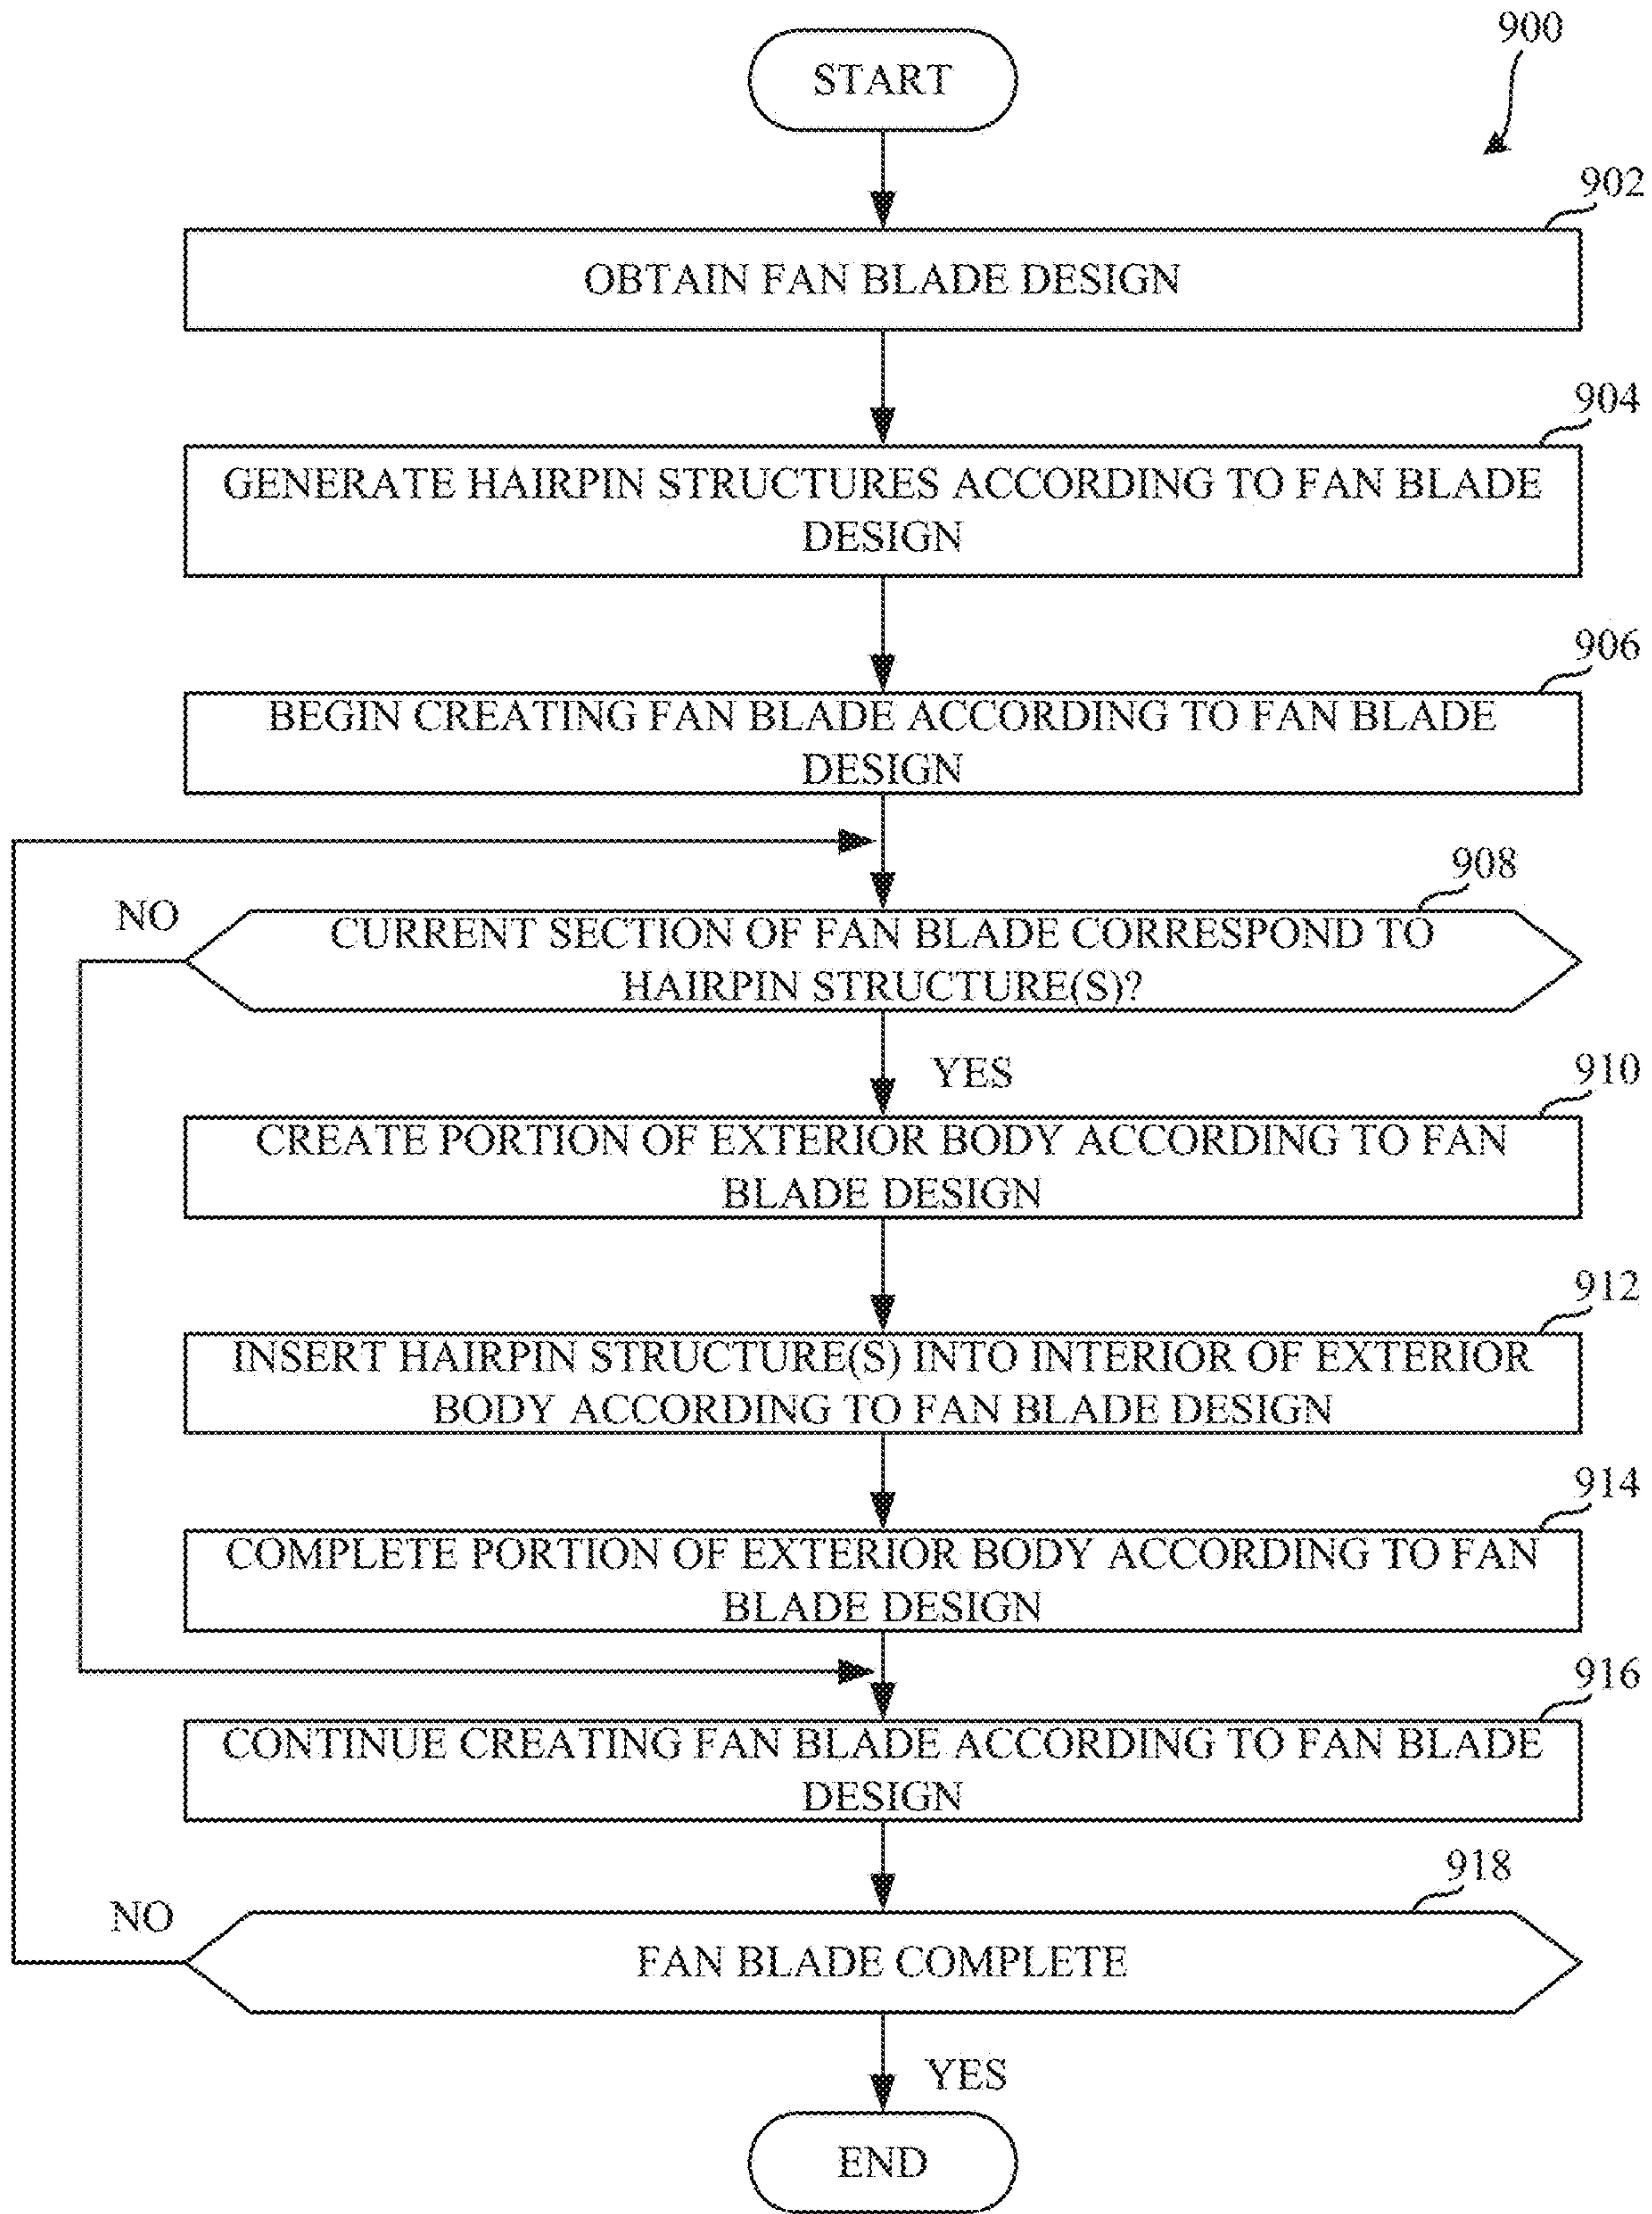 900
START
902
OBTAIN FAN BLADE DESIGN
904
GENERATE HAIRPIN STRUCTURES ACCORDING TO FAN BLADE
DESIGN
906
BEGIN CREATING FAN BLADE ACCORDING TO FAN BLADE
DESIGN
908
NO
CURRENT SECTION OF FAN BLADE CORRESPOND TO
HAIRPIN STRUCTURE(S)?
YES
910
CREATE PORTION OF EXTERIOR BODY ACCORDING TO FAN
BLADE DESIGN
912
INSERT HAIRPIN STRUCTURE(S) INTO INTERIOR OF EXTERIOR
BODY ACCORDING TO FAN BLADE DESIGN
914
COMPLETE PORTION OF EXTERIOR BODY ACCORDING TO FAN
BLADE DESIGN
916
CONTINUE CREATING FAN BLADE ACCORDING TO FAN BLADE
DESIGN
918
NO
FAN BLADE COMPLETE
YES
END